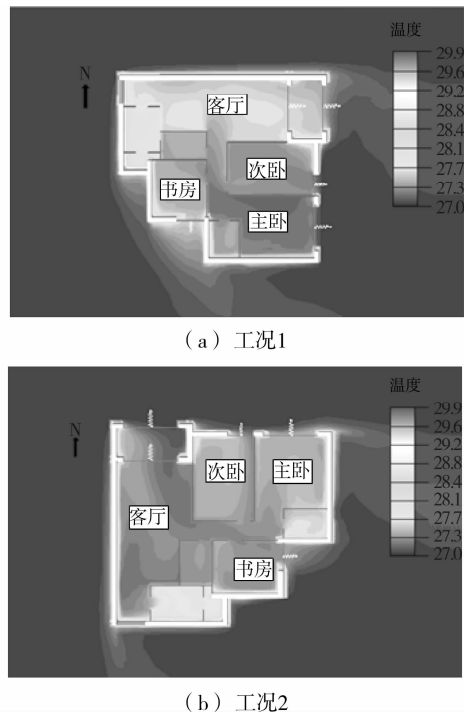 温度
29.9
29.6
29.2
28.8
28.4
28.1
27.7
27.3
27.0
N
客厅
次卧
书房
主卧
（a）工况1
温度
29.9
29.6
29.2
28.8
28.4
28.1
27.7
27.3
27.0
N
次卧
主卧
客厅
书房
（b）工况2